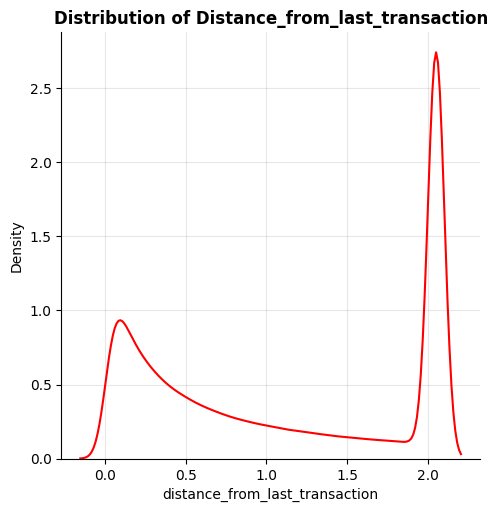 Distribution of Distance_from_last_transaction
2.5
2.0
1.5
1.0
0.5
0.0
Density
0.0 0.5 1.0 1.5 2.0
distance_from_last_transaction